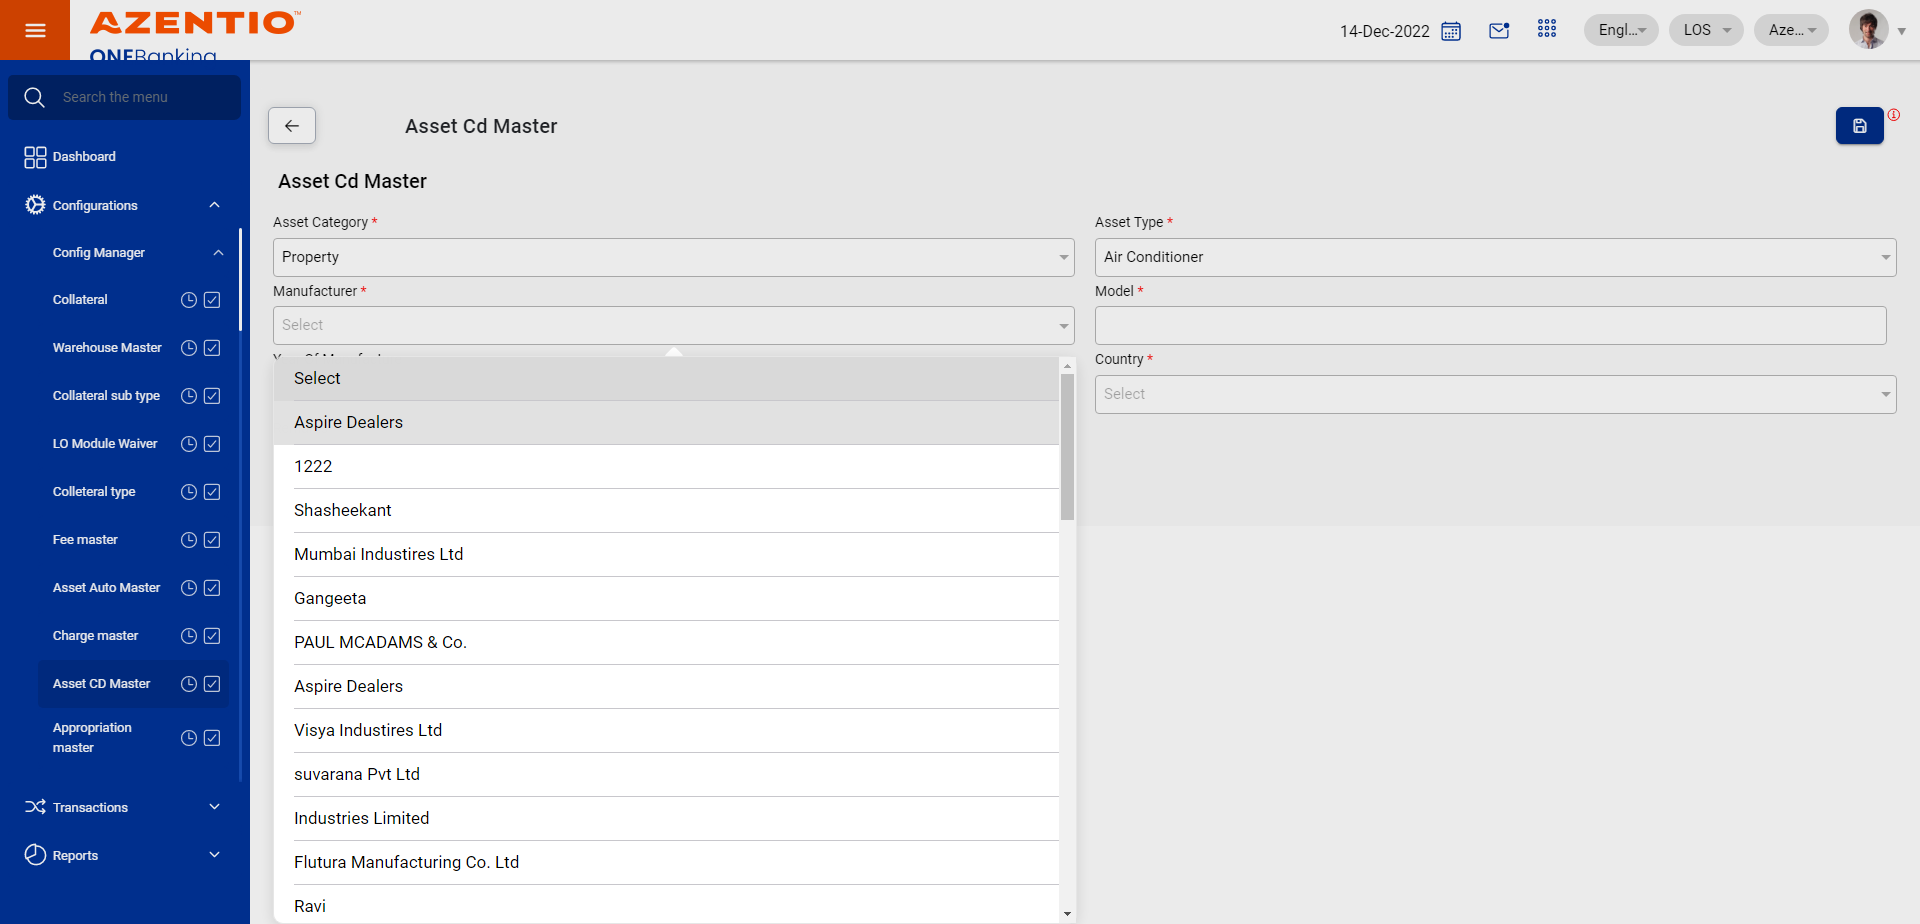 AZENTIO™
ONEBanking
14-Dec-2022
Engl...
LOS
Aze...
Search the menu
Dashboard
Configurations
Config Manager
Collateral
Warehouse Master
Collateral sub type
LO Module Waiver
Colleteral type
Fee master
Asset Auto Master
Charge master
Asset CD Master
Appropriation
master
Transactions
Reports
Asset Cd Master
Asset Cd Master
Asset Category *
Property
Asset Type *
Air Conditioner
Manufacturer *
Select
Model *
Country *
Select
Select
Aspire Dealers
1222
Shasheekant
Mumbai Industires Ltd
Gangeeta
PAUL MCADAMS & Co.
Aspire Dealers
Visya Industires Ltd
suvarana Pvt Ltd
Industries Limited
Flutura Manufacturing Co. Ltd
Ravi